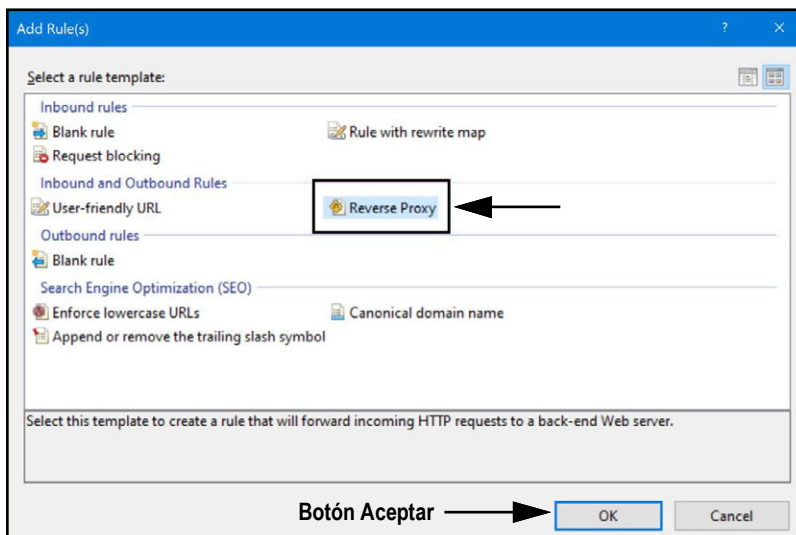 Add Rule(s)
Select a rule template:
Inbound rules
Blank rule
Rule with rewrite map
Request blocking
Inbound and Outbound Rules
User-friendly URL
Reverse Proxy
Outbound rules
Blank rule
Search Engine Optimization (SEO)
Enforce lowercase URLs
Canonical domain name
Append or remove the trailing slash symbol
Select this template to create a rule that will forward incoming HTTP requests to a back-end Web server.
Botón Aceptar
OK
Cancel